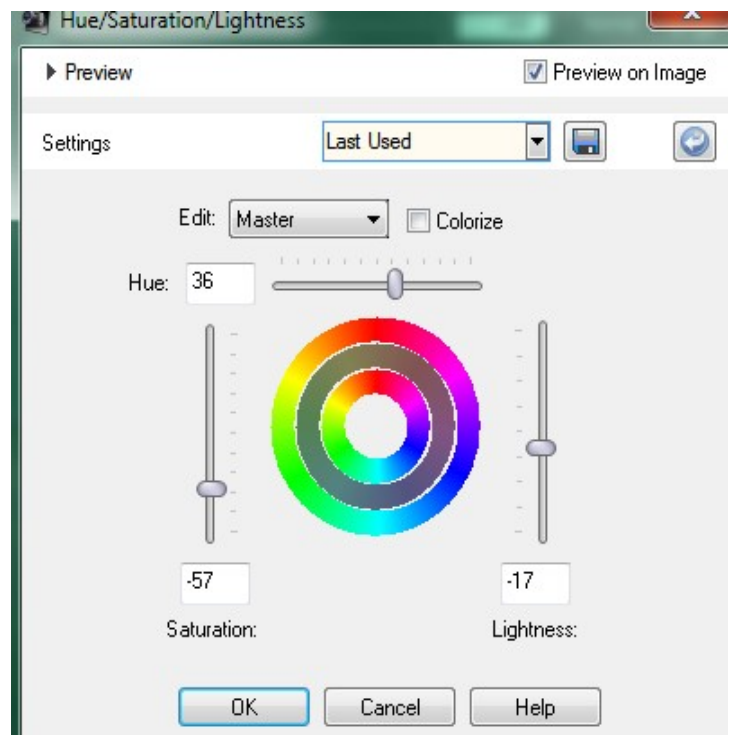 Hue/Saturation/Lightness
Preview
Preview on Image
Settings
Last Used
Edit: Master
Colorize
Hue: 36
-57
-17
Saturation:
Lightness:
OK
Cancel
Help